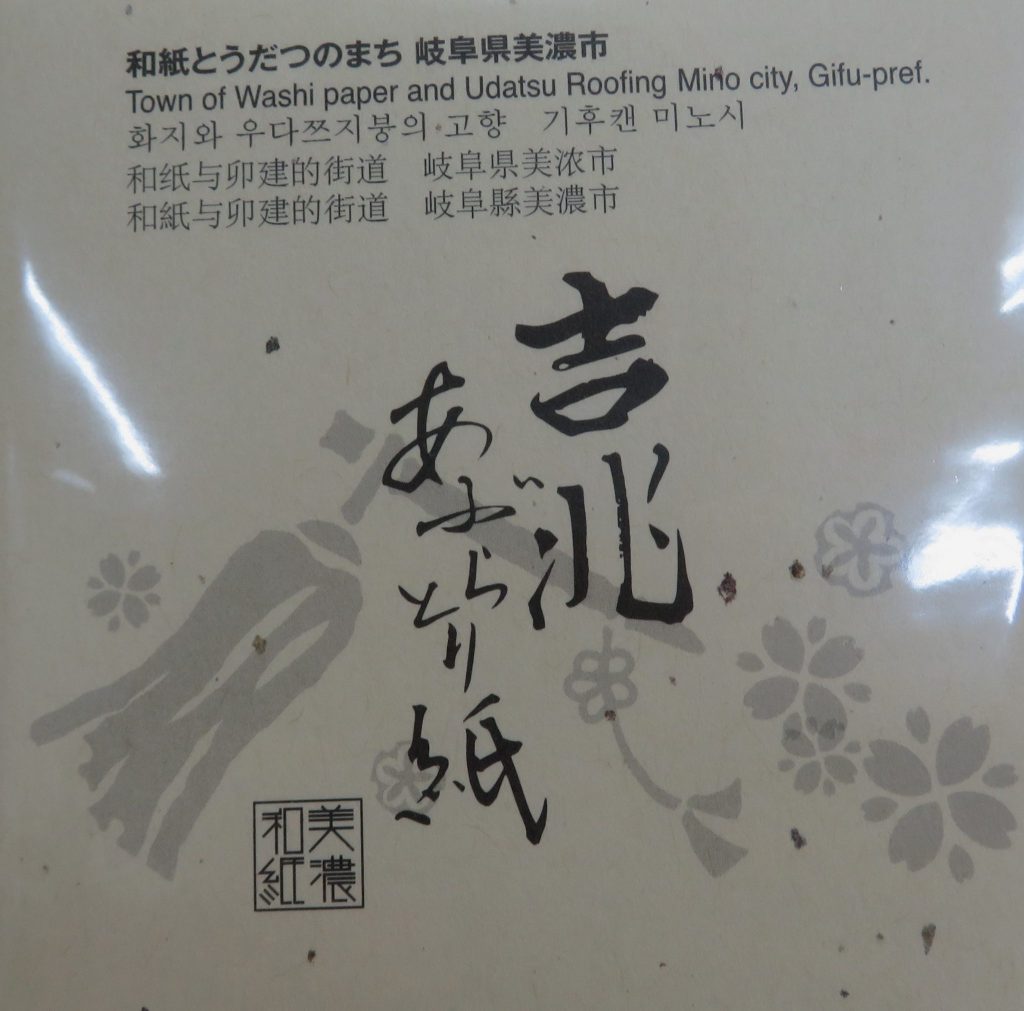 和紙とうだつのまち 岐阜県美濃市
Town of Washi paper and Udatsu Roofing Mino city, Gifu-pref.
화지와 우다쯔지붕의 고향 기후캔 미노시
和纸与卯建的街道 岐阜県美浓市
和紙与卯建的街道 岐阜縣美濃市
吉兆
あぶらとり紙
美濃
和紙